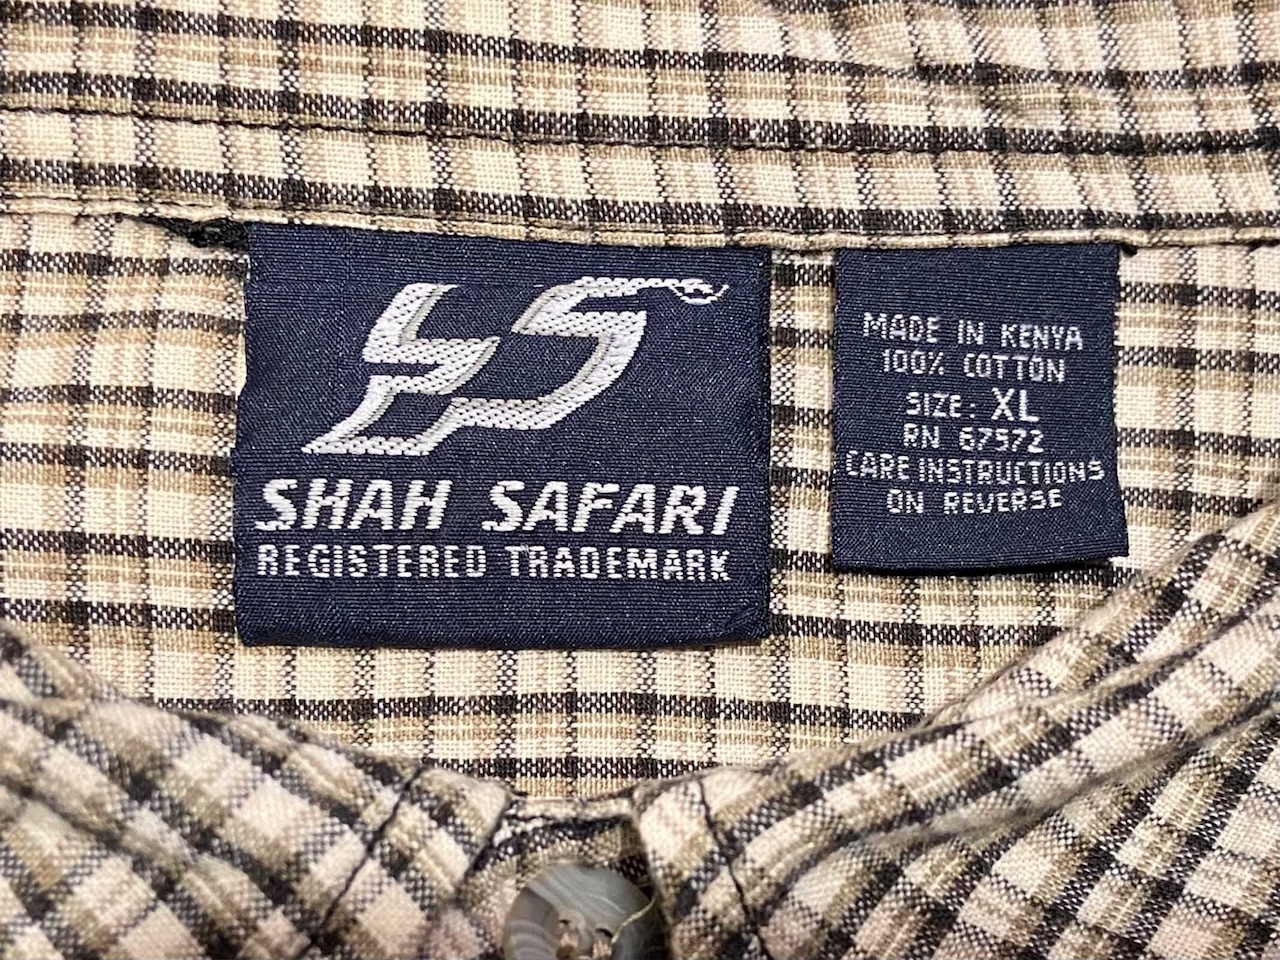 SHAH SAFARI
REGISTERED TRADEMARK
MADE IN KENYA
100% COTTON
SIZE: XL
RN 67572
CARE INSTRUCTIONS
ON REVERSE